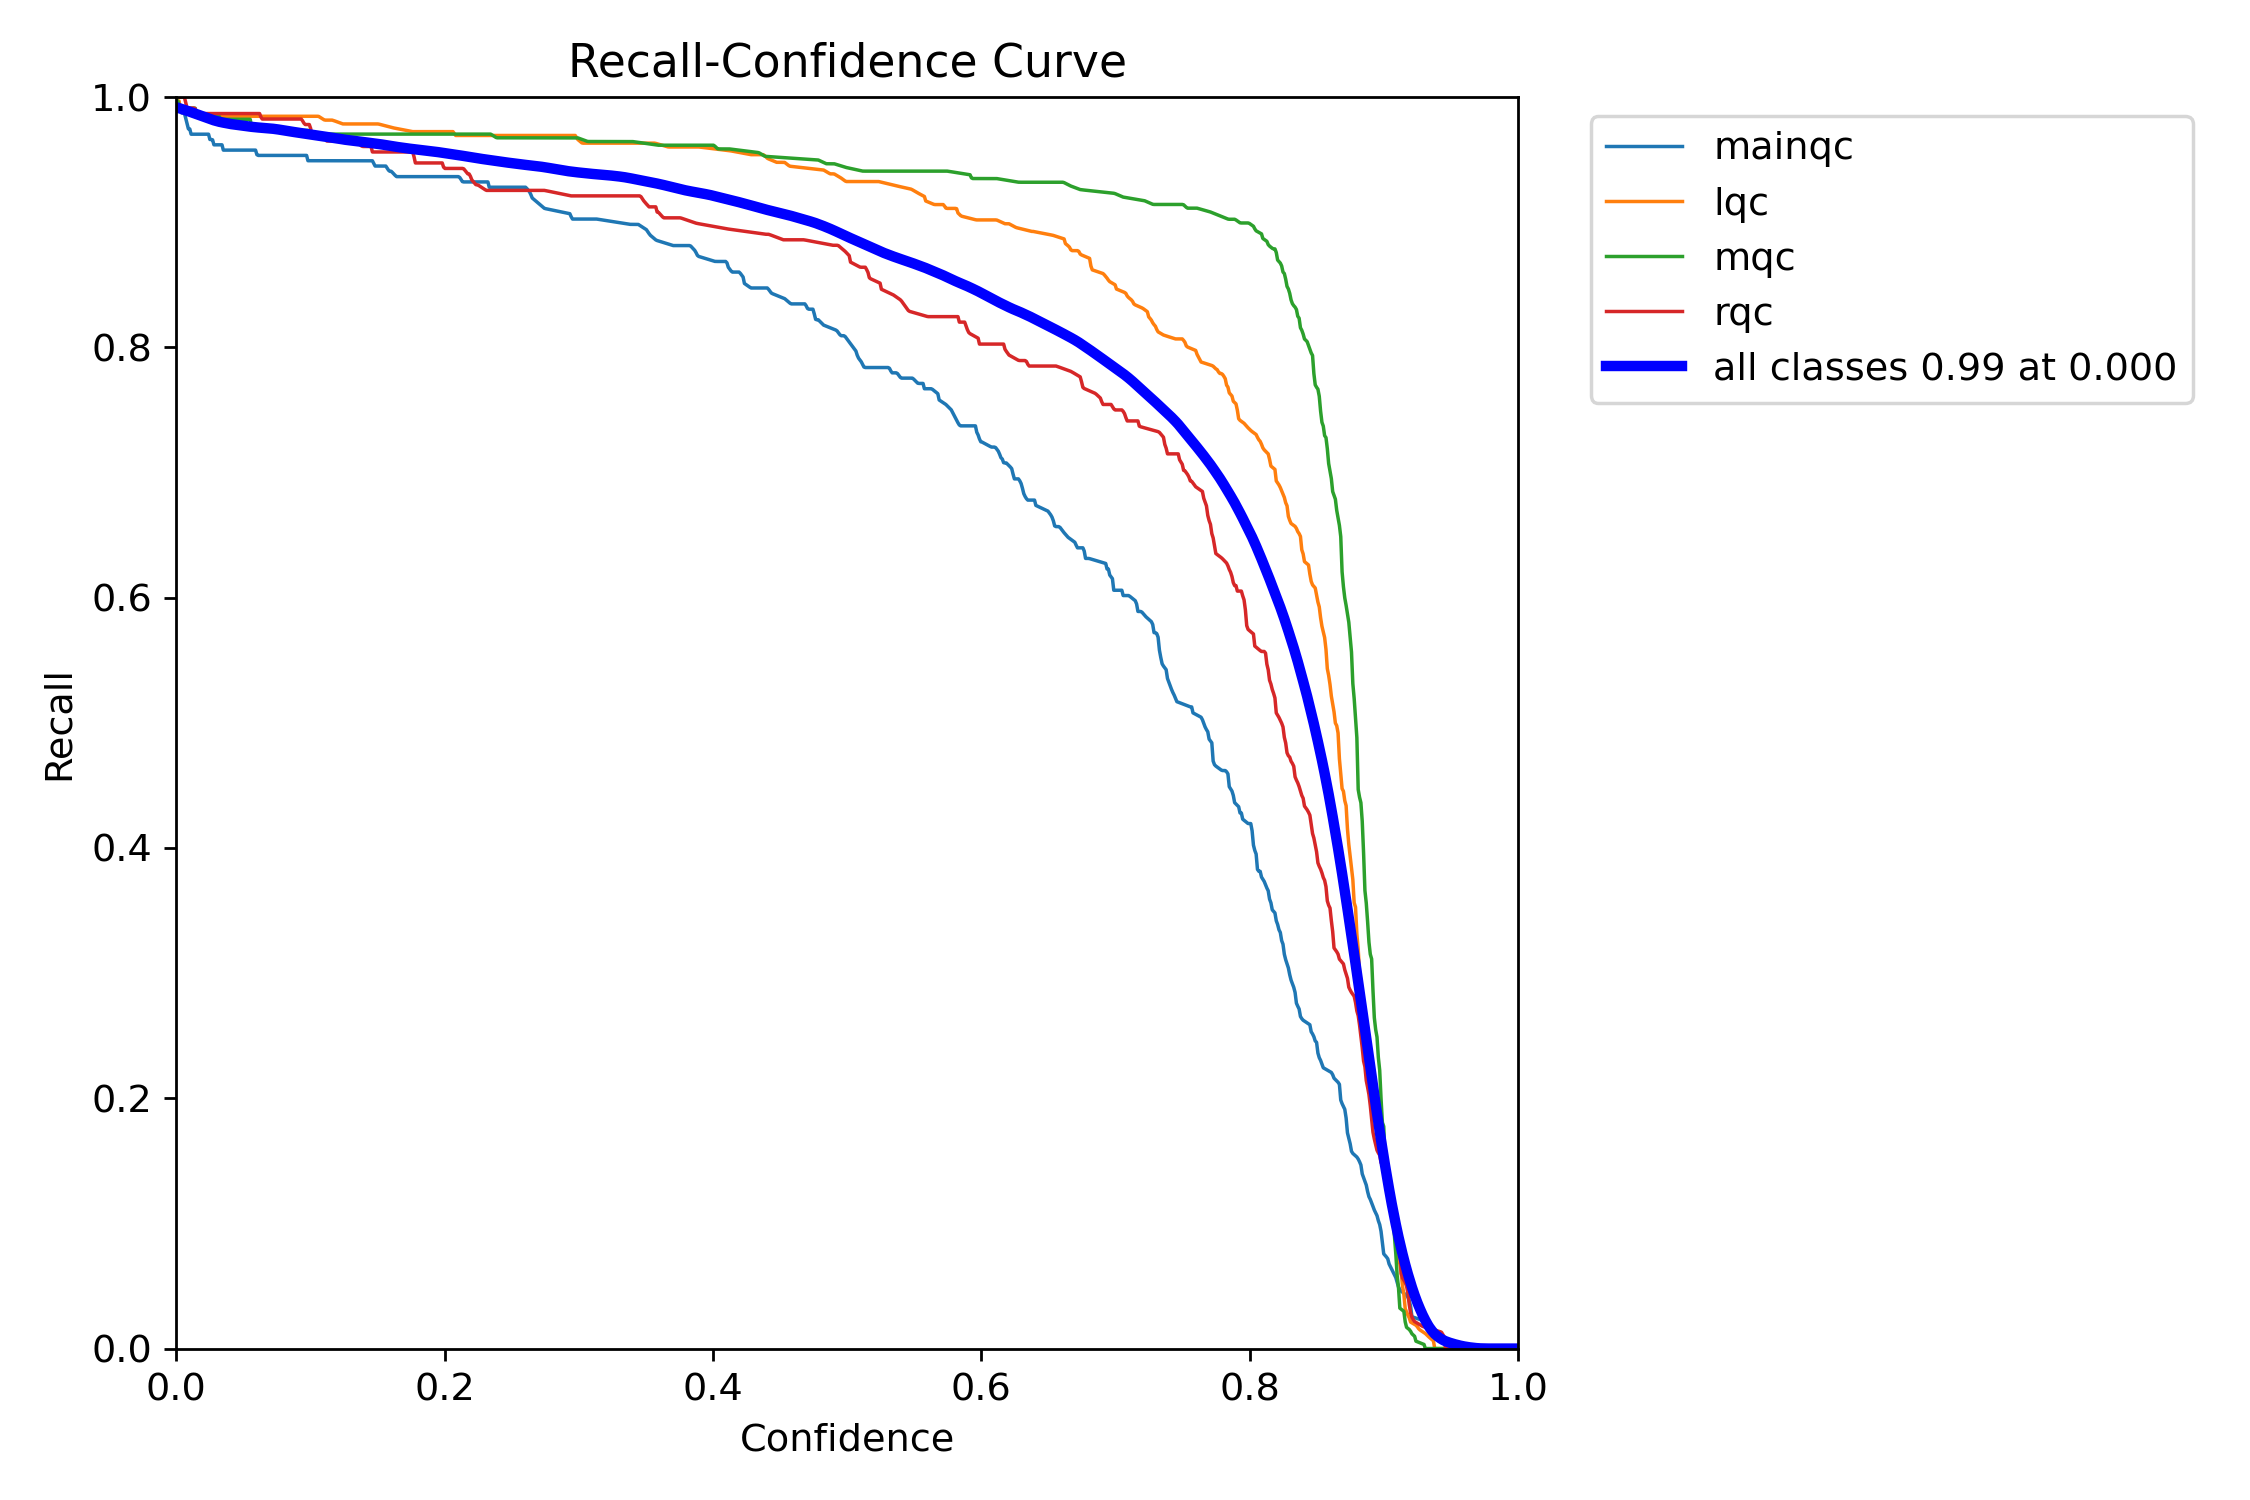 Recall-Confidence Curve
1.0
0.8
0.6
0.4
0.2
0.0
Recall
0.0 0.2 0.4 0.6 0.8 1.0
Confidence
mainqc
lqc
mqc
rqc
all classes 0.99 at 0.000